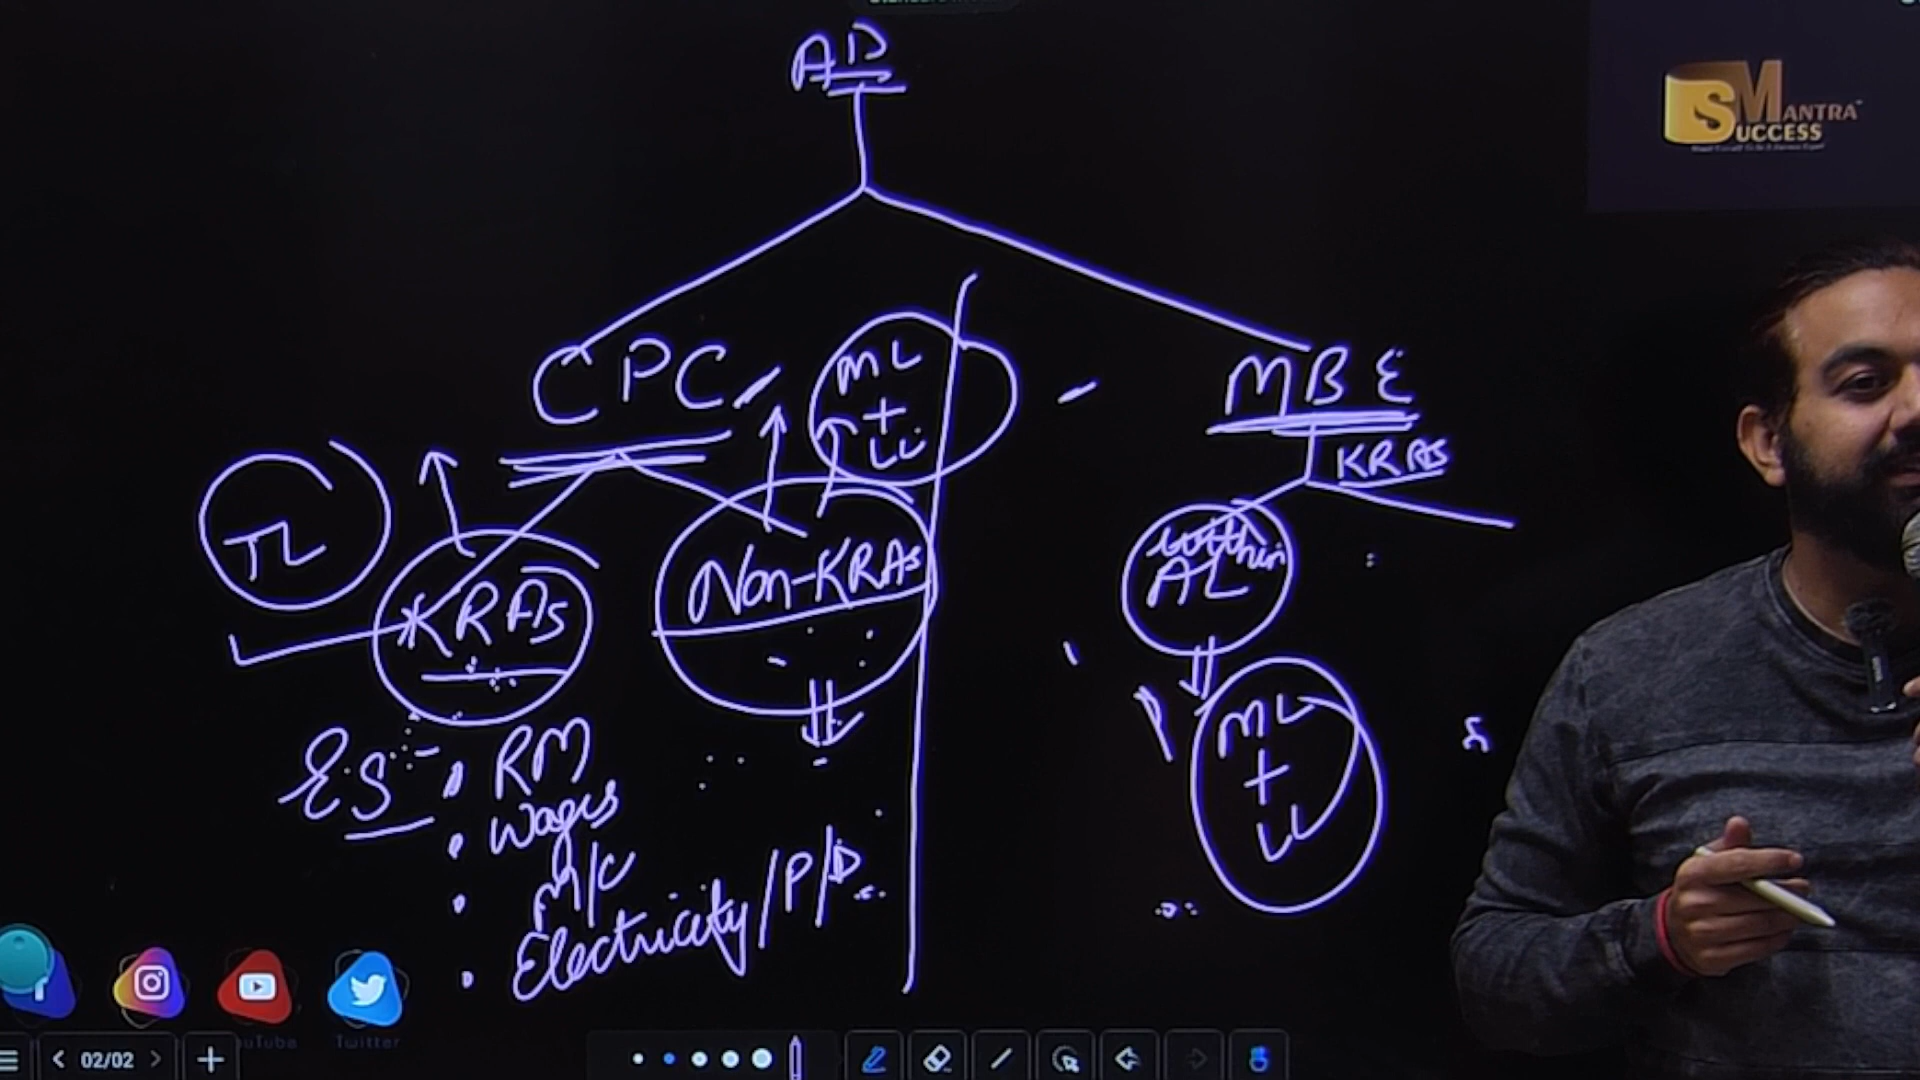 AD
SUCCESS MANTRA
CPC
ML
+
LL
MBE
KRAs
TL
KRAs
Non-KRAs
within
AL
ML
+
LL
ES
RM
Wages
M/C
Electricity/P/D
Twitter
02/02